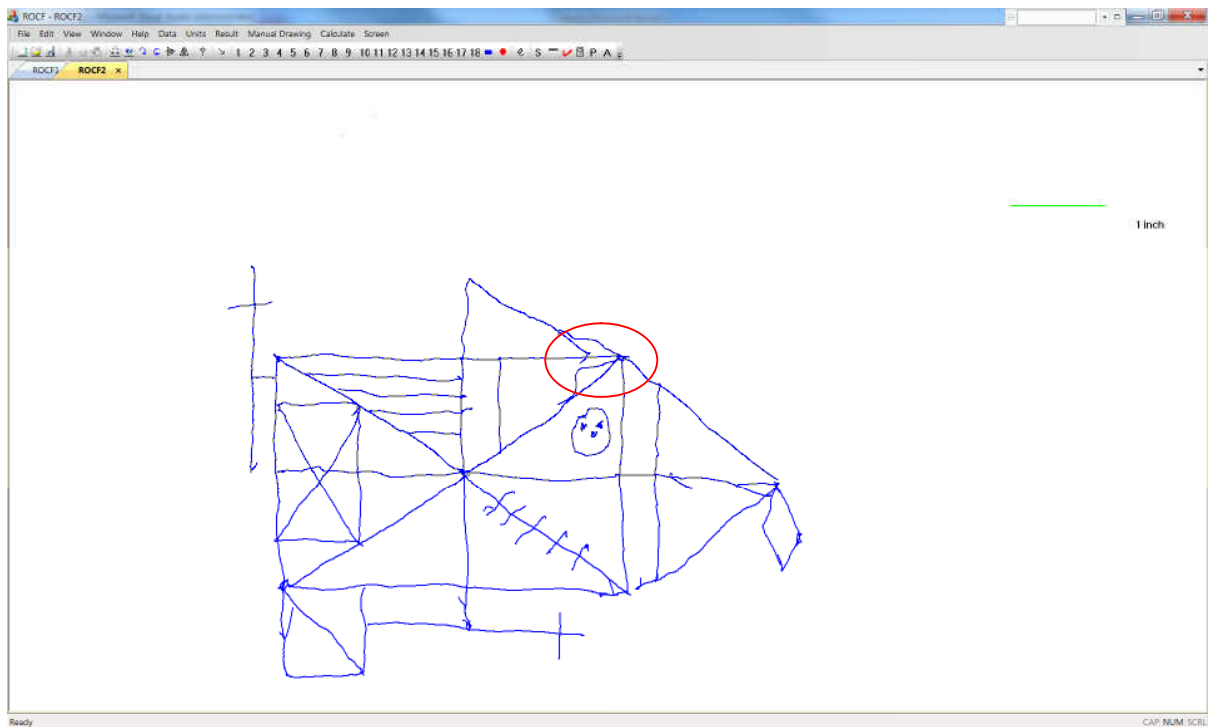 ROCF - ROCF2
File Edit View Window Help Data Units Result Manual Drawing Calculate Screen
1 2 3 4 5 6 7 8 9 10 11 12 13 14 15 16 17 18 S P A
ROCF1 ROCF2 ×
1 inch
Ready CAP NUM SCRL